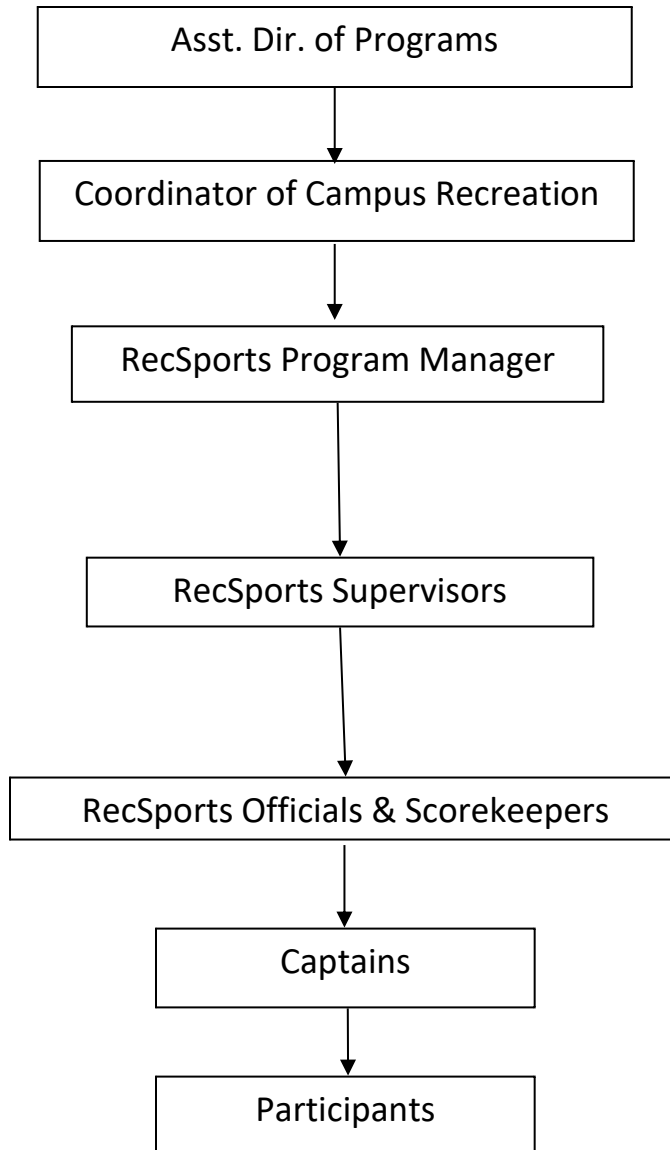 Asst. Dir. of Programs
Coordinator of Campus Recreation
RecSports Program Manager
RecSports Supervisors
RecSports Officials & Scorekeepers
Captains
Participants